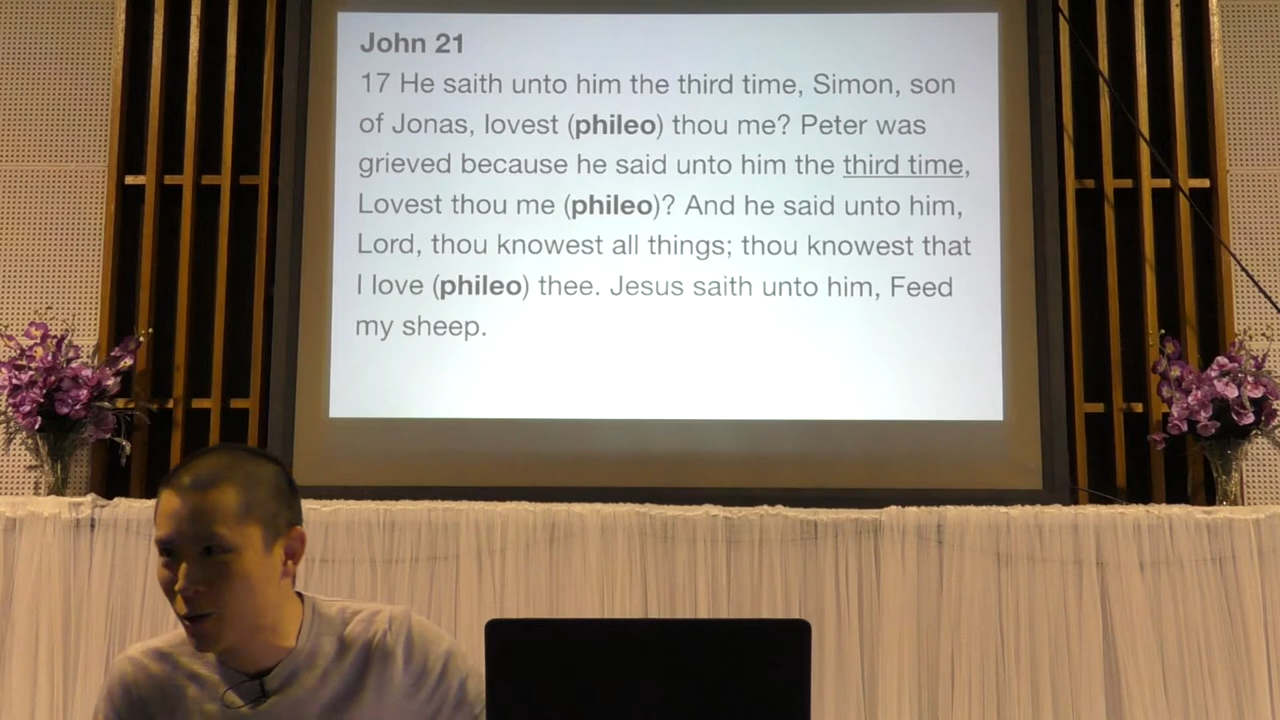 John 21
17 He saith unto him the third time, Simon, son
of Jonas, lovest (phileo) thou me? Peter was
grieved because he said unto him the third time,
Lovest thou me (phileo)? And he said unto him,
Lord, thou knowest all things; thou knowest that
I love (phileo) thee. Jesus saith unto him, Feed
my sheep.